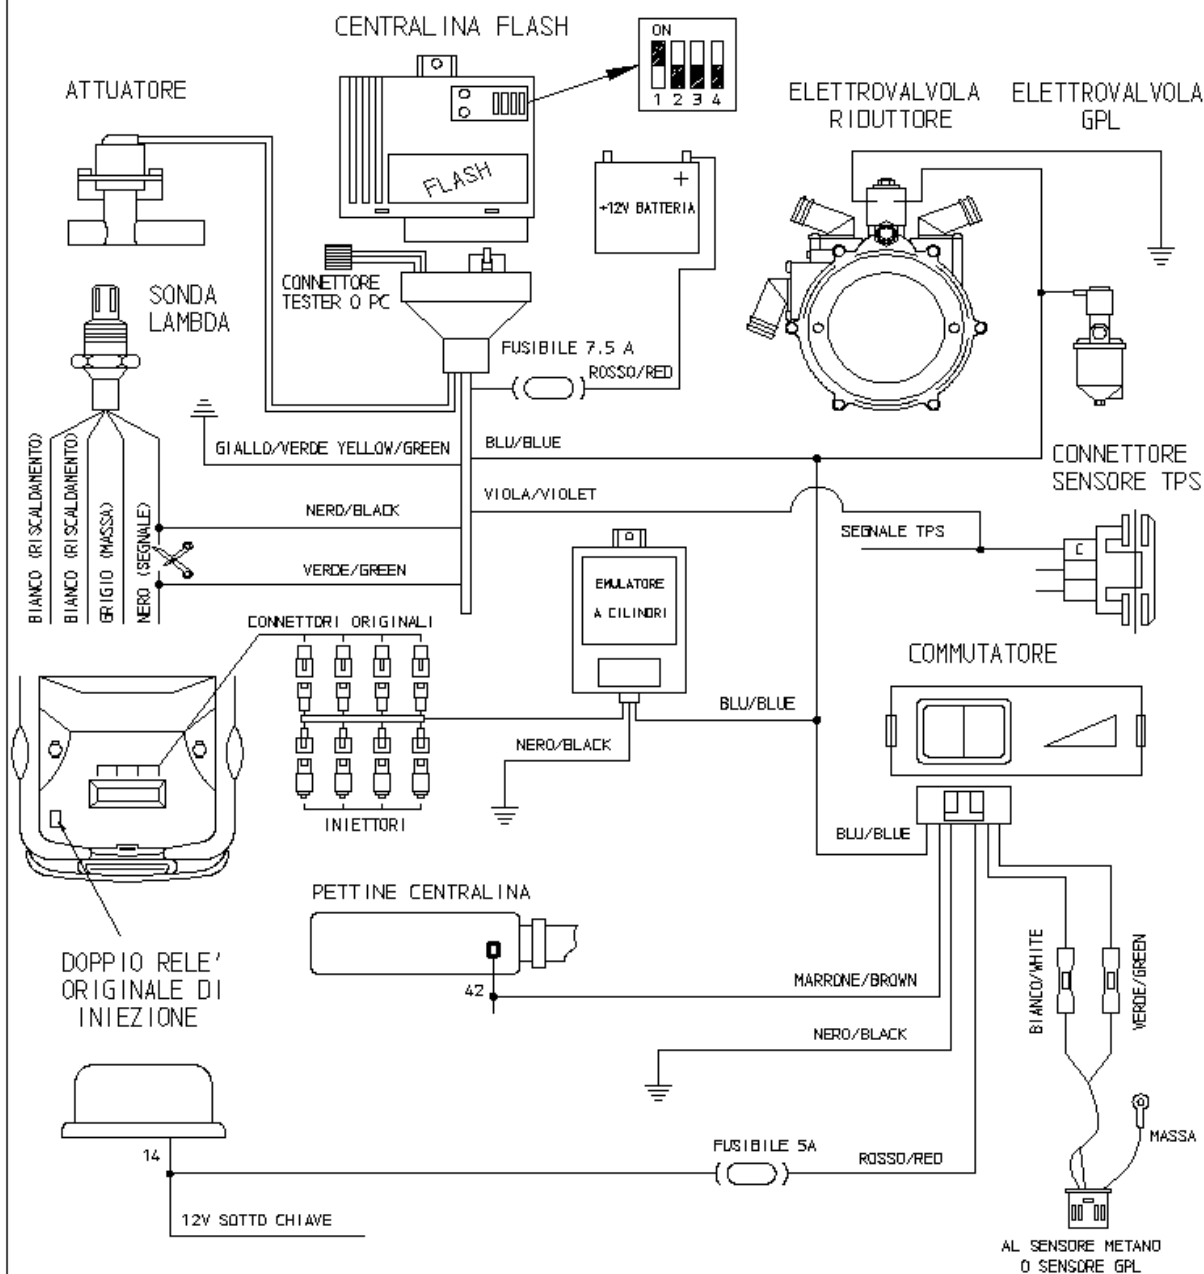 CENTRALINA FLASH
ON
1 2 3 4
ATTUATORE
ELETTROVALVOLA
RIDUTTORE
ELETTROVALVOLA
GPL
FLASH
+
+12V BATTERIA
CONNETTORE
TESTER O PC
SONDA
LAMBDA
FUSIBILE 7.5 A
ROSSO/RED
GIALLO/VERDE YELLOW/GREEN
BLU/BLUE
CONNETTORE
SENSORE TPS
VIOLA/VIOLET
NERO/BLACK
SEGNALE TPS
C
BIANCO (RISCALDAMENTO)
BIANCO (RISCALDAMENTO)
GRIGIO (MASSA)
NERO (SEGNALE)
VERDE/GREEN
EMULATORE
A CILINDRI
CONNETTORI ORIGINALI
COMMUTATORE
BLU/BLUE
NERO/BLACK
INIETTORI
BLU/BLUE
PETTINE CENTRALINA
42
MARRONE/BROWN
BIANCO/WHITE
VERDE/GREEN
DOPPIO RELE'
ORIGINALE DI
INIEZIONE
NERO/BLACK
MASSA
14
FUSIBILE 5A
ROSSO/RED
12V SOTTO CHIAVE
AL SENSORE METANO
O SENSORE GPL